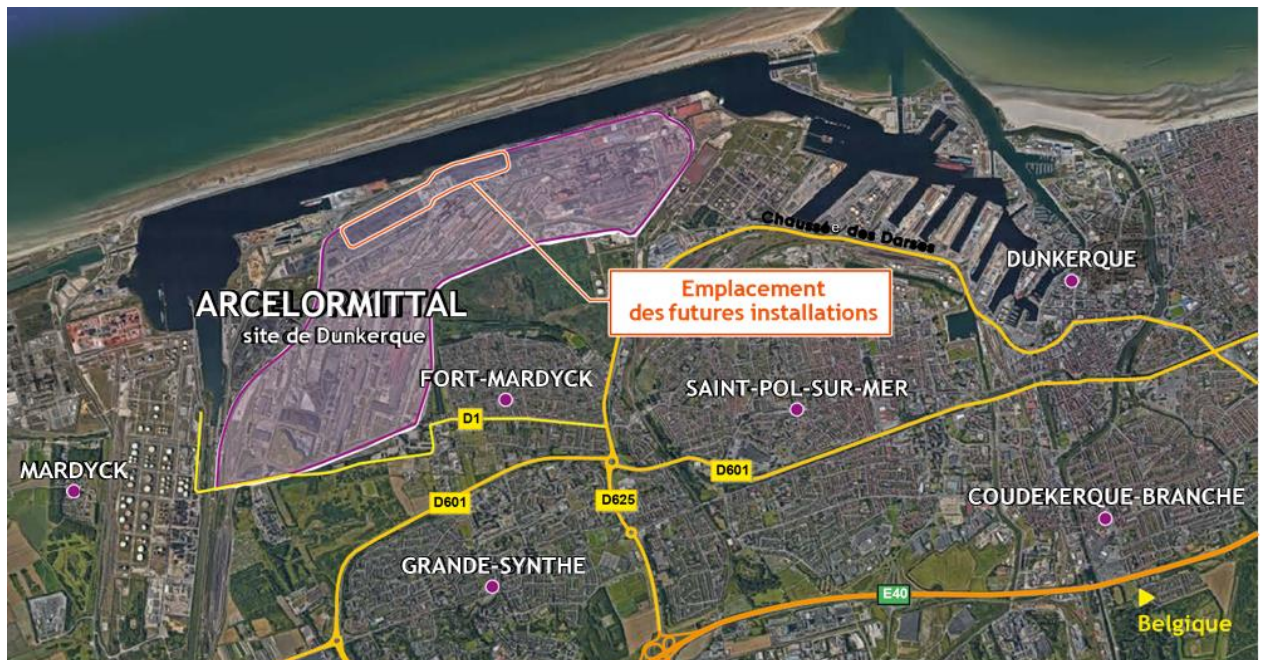 Chaussée des Darses
DUNKERQUE
Emplacement
des futures installations
ARCELORMITTAL
site de Dunkerque
FORT-MARDYCK
SAINT-POL-SUR-MER
D1
MARDYCK
D601
D601
D625
COUDEKERQUE-BRANCHE
GRANDE-SYNTHE
E40
Belgique